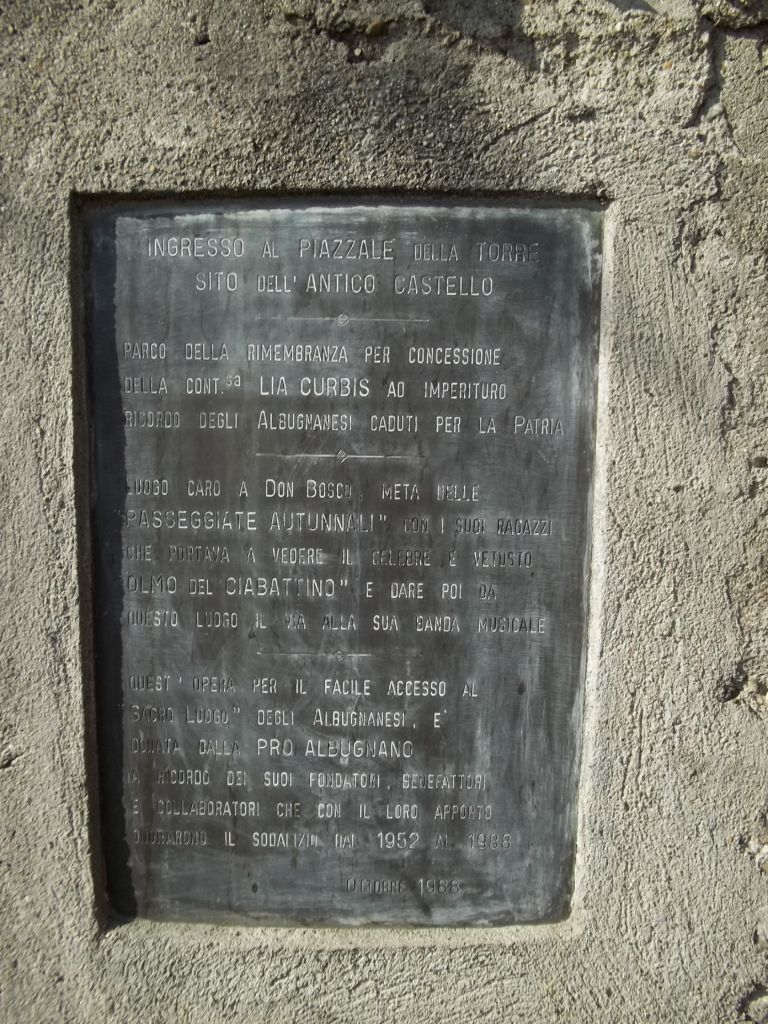 INGRESSO AL PIAZZALE DELLA TORRE
SITO DELL'ANTICO CASTELLO
PARCO DELLA RIMEMBRANZA PER CONCESSIONE
DELLA CONT.sa LIA CURBIS AD IMPERITURO
RICORDO DEGLI ALBUGNANESI CADUTI PER LA PATRIA
LUOGO CARO A DON BOSCO, META NELLE
"PASSEGGIATE AUTUNNALI" CON I SUOI RAGAZZI
CHE PORTAVA A VEDERE IL CELEBRE E VETUSTO
"OLMO DEL CIABATTINO" E DARE POI DA
QUESTO LUOGO IL VIA ALLA SUA BANDA MUSICALE
QUEST'OPERA PER IL FACILE ACCESSO AL
"SACRO LUOGO" DEGLI ALBUGNANESI, E'
DONATA DALLA PRO ALBUGNANO
A RICORDO DEI SUOI FONDATORI, BENEFATTORI
E COLLABORATORI CHE CON IL LORO APPORTO
ONORARONO IL SODALIZIO DAL 1952 AL 1988
OTTOBRE 1988